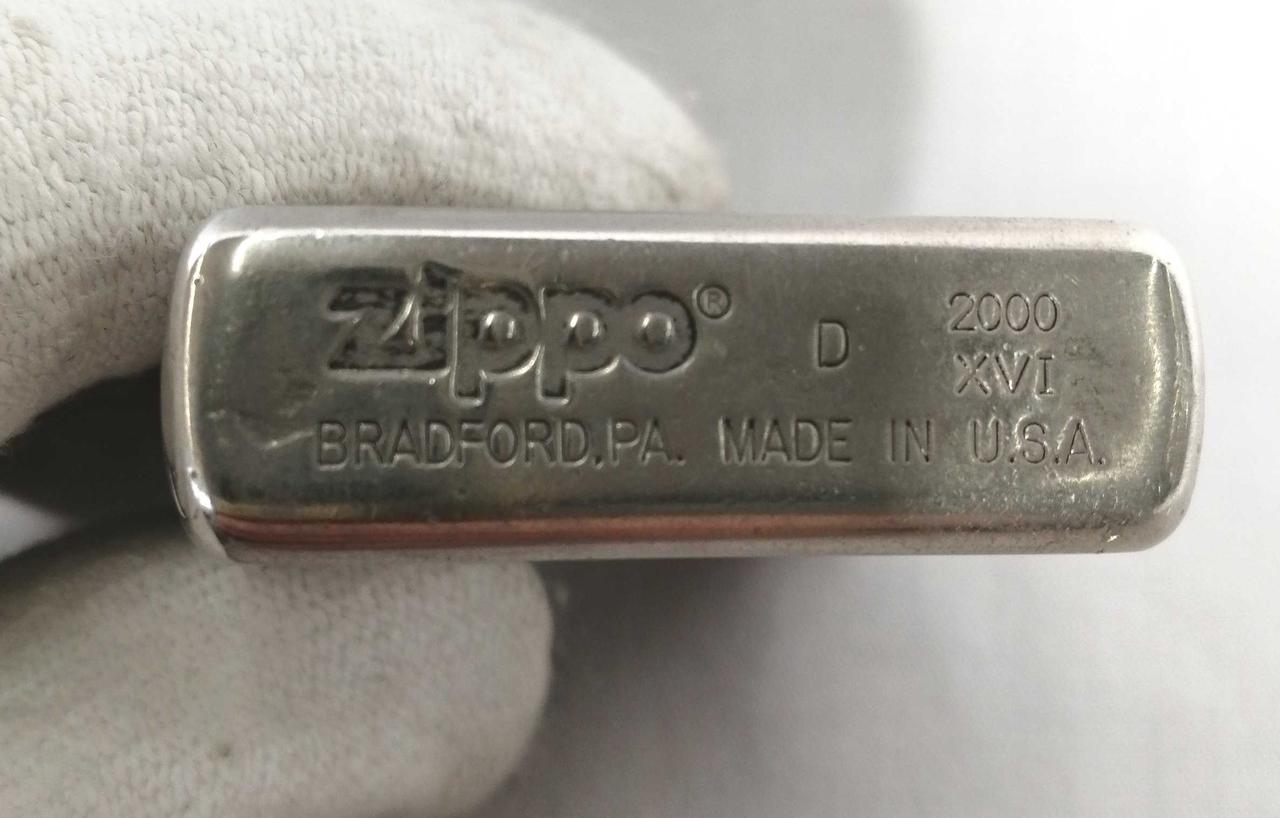 Zippo® D 2000
XVI
BRADFORD,PA. MADE IN U.S.A.